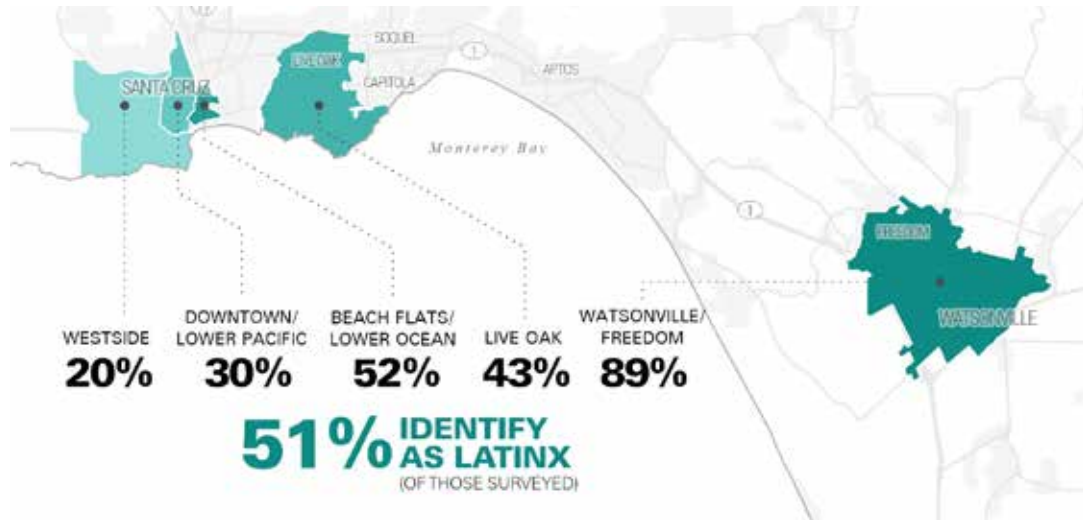 SOQUEL
1
LIVE OAK
SANTA CRUZ
CAPITOLA
APTOS
Monterey Bay
1
FREEDOM
WATSONVILLE
WESTSIDE
20%
DOWNTOWN/
LOWER PACIFIC
30%
BEACH FLATS/
LOWER OCEAN
52%
LIVE OAK
43%
WATSONVILLE/
FREEDOM
89%
51% IDENTIFY
AS LATINX
(OF THOSE SURVEYED)